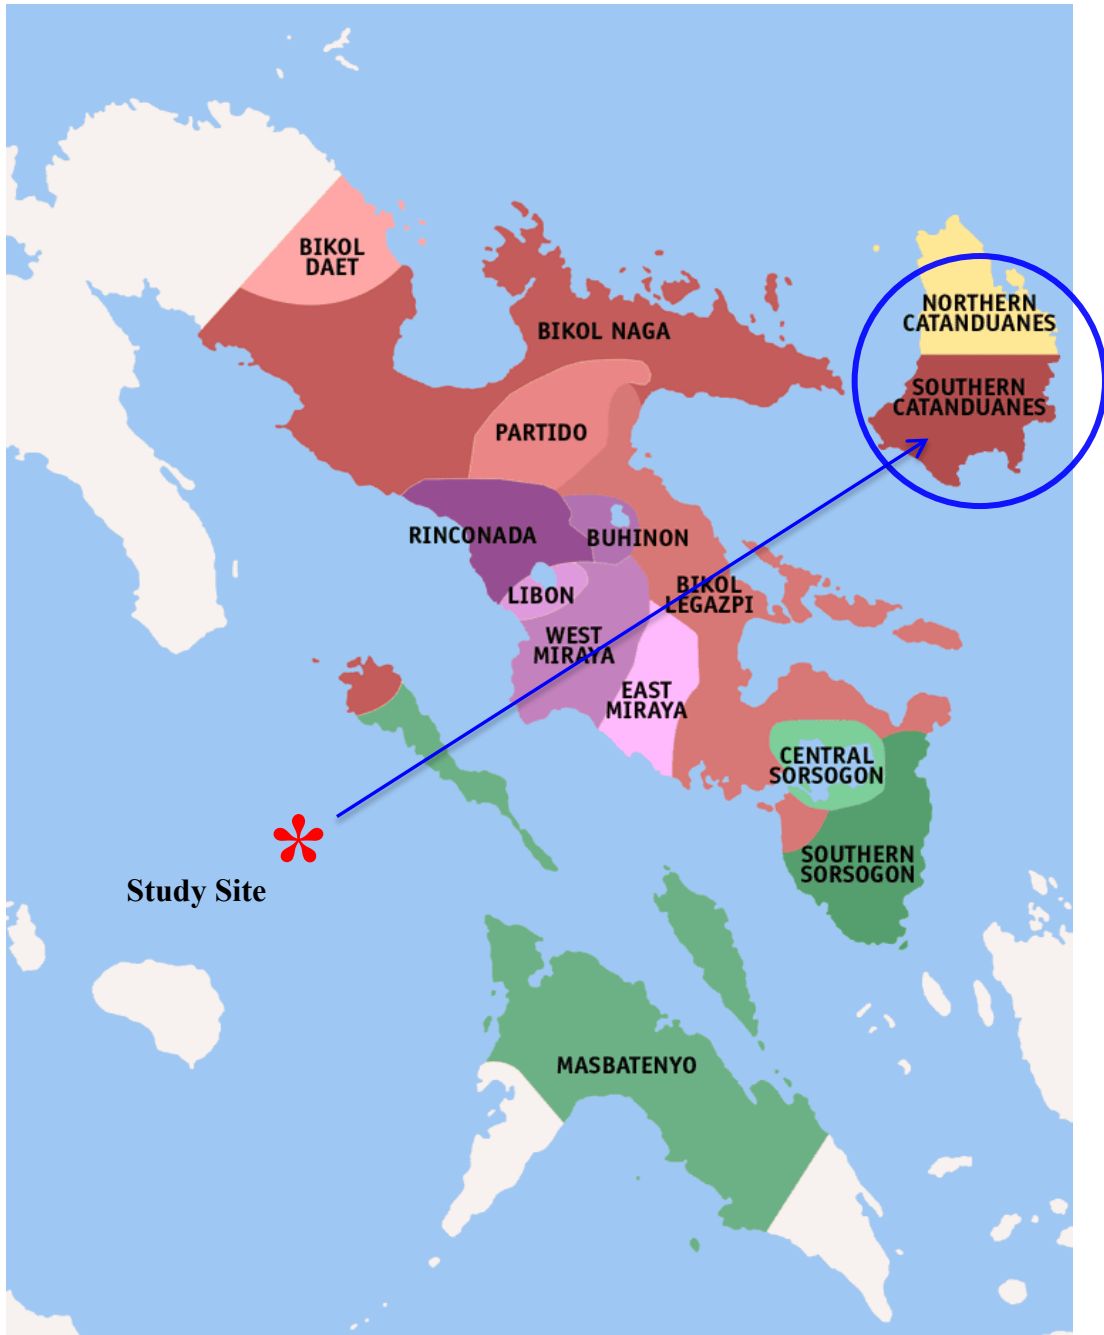 BIKOL
DAET
BIKOL NAGA
NORTHERN
CATANDUANES
SOUTHERN
CATANDUANES
PARTIDO
RINCONADA
BUHINON
LIBON
BIKOL
LEGAZPI
WEST
MIRAYA
EAST
MIRAYA
CENTRAL
SORSOGON
SOUTHERN
SORSOGON
*
Study Site
MASBATENYO